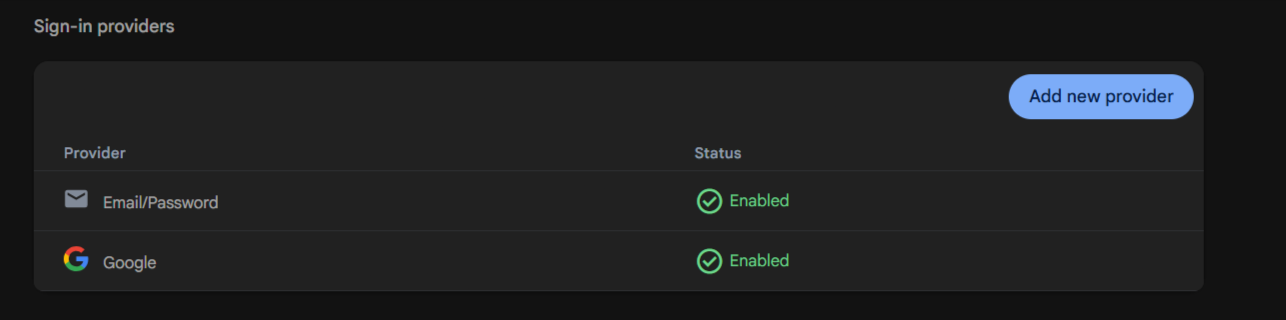 Sign-in providers
Add new provider
Provider Status
Email/Password Enabled
Google Enabled